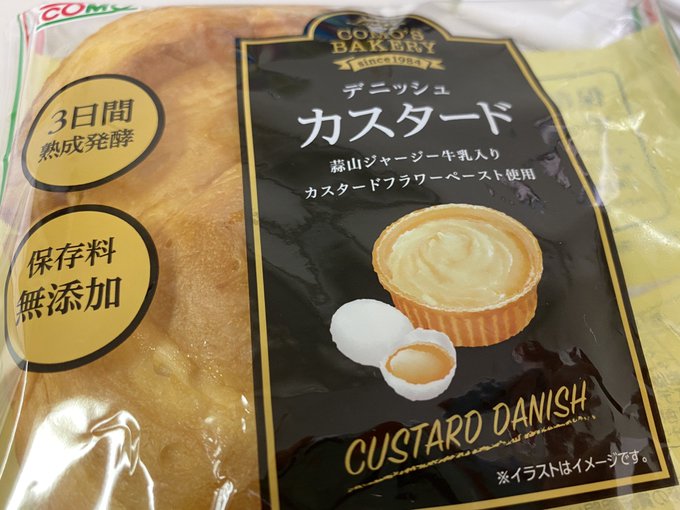 COMO
COMO'S
BAKERY
since1984
デニッシュ
カスタード
蒜山ジャージー牛乳入り
カスタードフラワーペースト使用
3日間
熟成発酵
保存料
無添加
CUSTARD DANISH
※イラストはイメージです。